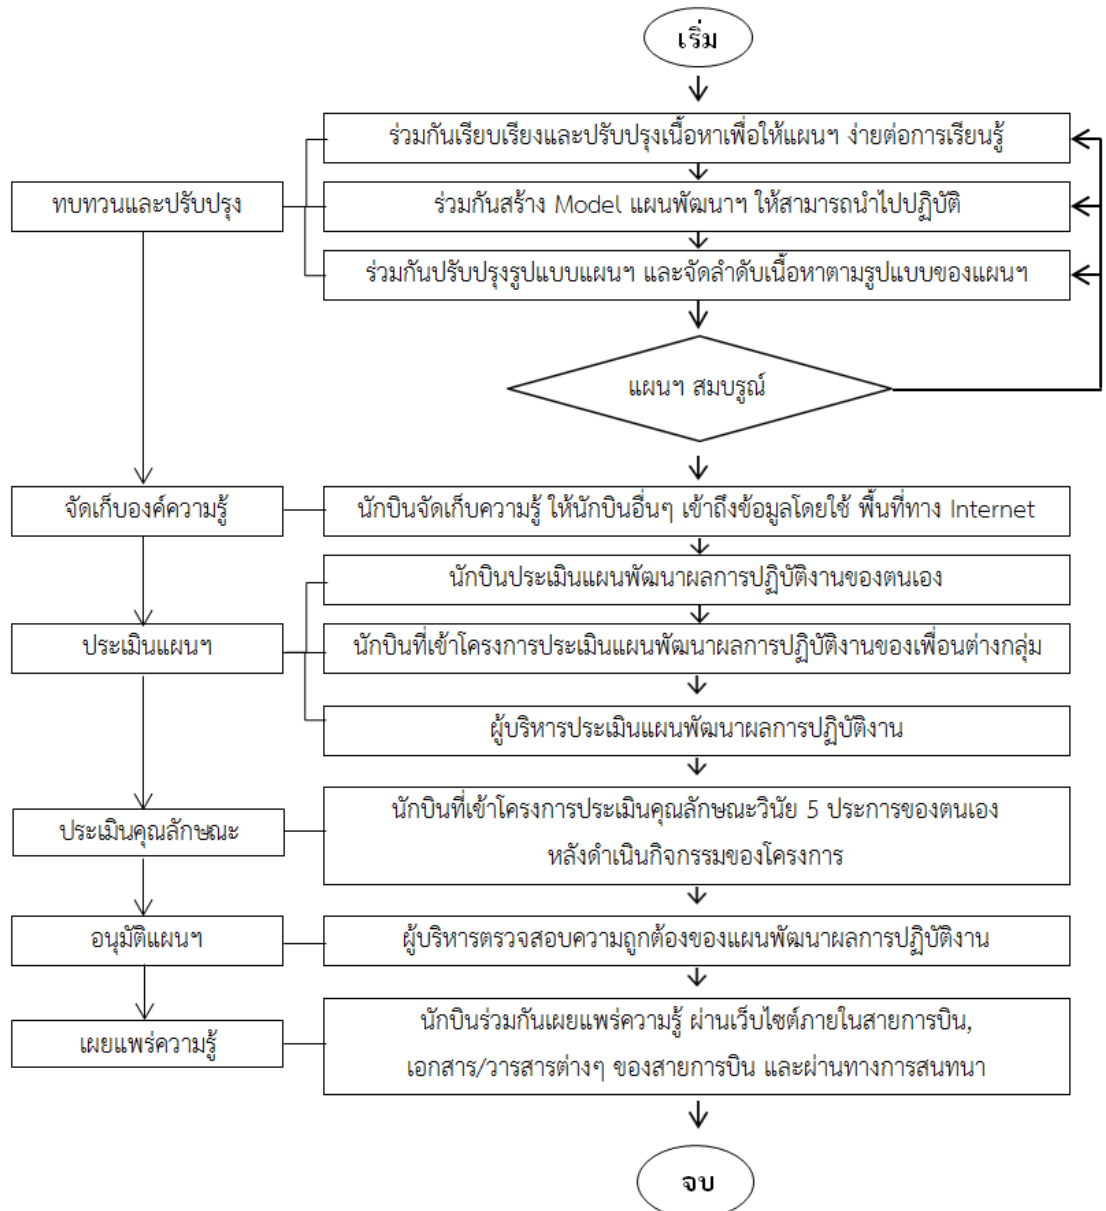 เริ่ม
ร่วมกันเรียบเรียงและปรับปรุงเนื้อหาเพื่อให้แผนฯ ง่ายต่อการเรียนรู้
ทบทวนและปรับปรุง
ร่วมกันสร้าง Model แผนพัฒนาฯ ให้สามารถนำไปปฏิบัติ
ร่วมกันปรับปรุงรูปแบบแผนฯ และจัดลำดับเนื้อหาตามรูปแบบของแผนฯ
แผนฯ สมบรูณ์
จัดเก็บองค์ความรู้
นักบินจัดเก็บความรู้ ให้นักบินอื่นๆ เข้าถึงข้อมูลโดยใช้ พื้นที่ทาง Internet
นักบินประเมินแผนพัฒนาผลการปฏิบัติงานของตนเอง
ประเมินแผนฯ
นักบินที่เข้าโครงการประเมินแผนพัฒนาผลการปฏิบัติงานของเพื่อนต่างกลุ่ม
ผู้บริหารประเมินแผนพัฒนาผลการปฏิบัติงาน
ประเมินคุณลักษณะ
นักบินที่เข้าโครงการประเมินคุณลักษณะวินัย 5 ประการของตนเอง
หลังดำเนินกิจกรรมของโครงการ
อนุมัติแผนฯ
ผู้บริหารตรวจสอบความถูกต้องของแผนพัฒนาผลการปฏิบัติงาน
เผยแพร่ความรู้
นักบินร่วมกันเผยแพร่ความรู้ ผ่านเว็บไซต์ภายในสายการบิน,
เอกสาร/วารสารต่างๆ ของสายการบิน และผ่านทางการสนทนา
จบ